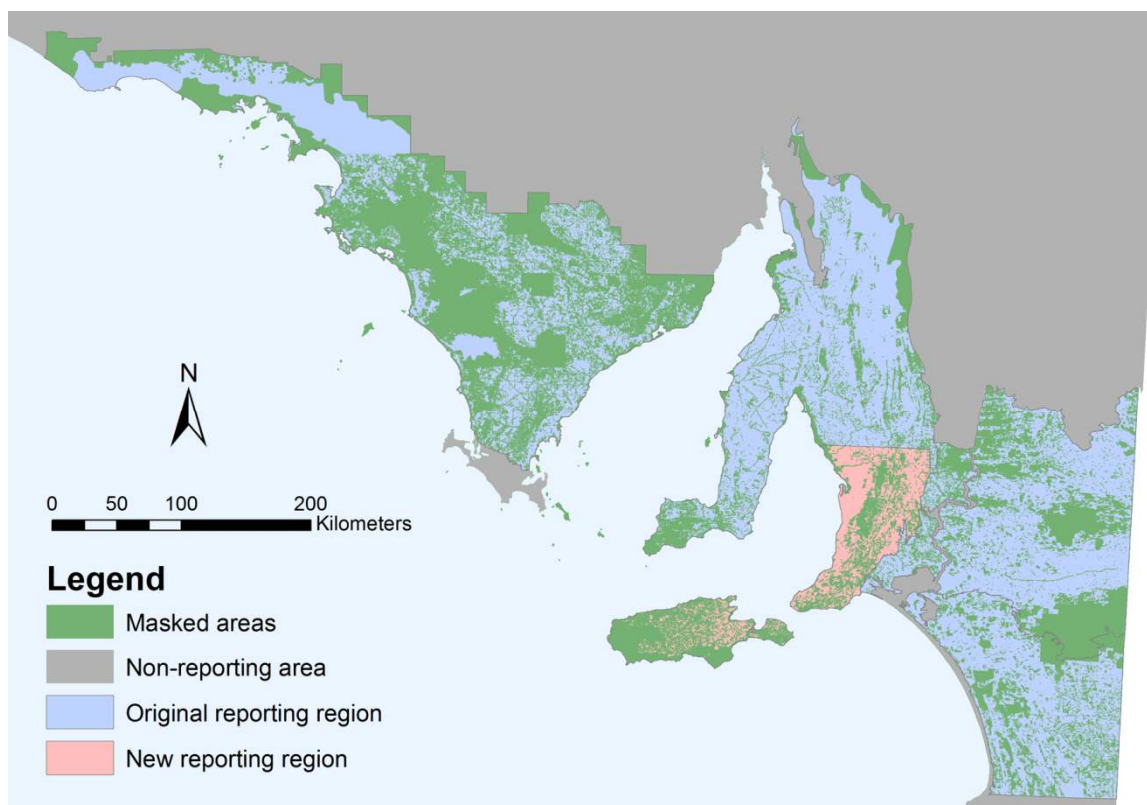 N
0 50 100 200
Kilometers
Legend
Masked areas
Non-reporting area
Original reporting region
New reporting region